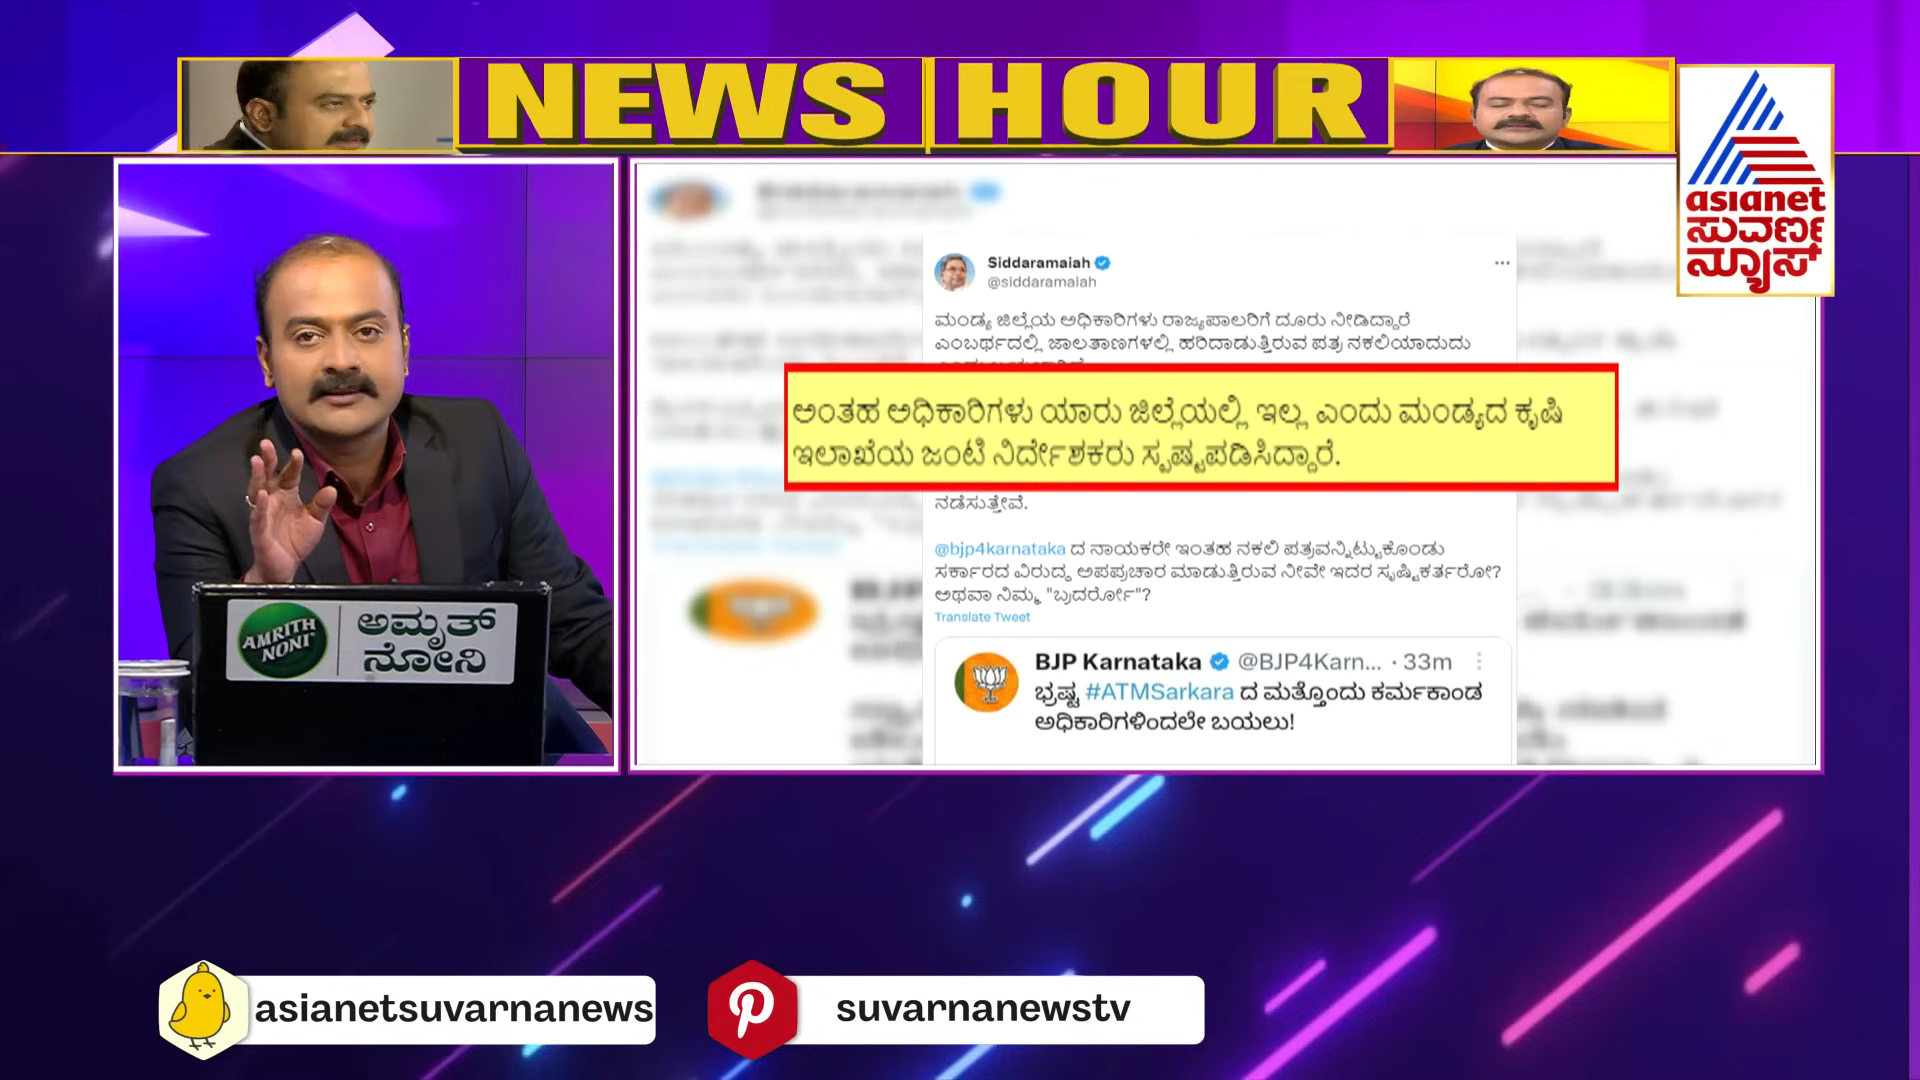 NEWS HOUR
asianet
ಸುವರ್ಣ
ನ್ಯೂಸ್
Siddaramaiah
@siddaramaiah
ಮಂಡ್ಯ ಜಿಲ್ಲೆಯ ಅಧಿಕಾರಿಗಳು ರಾಜ್ಯಪಾಲರಿಗೆ ದೂರು ನೀಡಿದ್ದಾರೆ
ಎಂಬರ್ಥದಲ್ಲಿ ಜಾಲತಾಣಗಳಲ್ಲಿ ಹರಿದಾಡುತ್ತಿರುವ ಪತ್ರ ನಕಲಿಯಾದುದು
ಅಂತಹ ಅಧಿಕಾರಿಗಳು ಯಾರು ಜಿಲ್ಲೆಯಲ್ಲಿ ಇಲ್ಲ ಎಂದು ಮಂಡ್ಯದ ಕೃಷಿ
ಇಲಾಖೆಯ ಜಂಟಿ ನಿರ್ದೇಶಕರು ಸ್ಪಷ್ಟಪಡಿಸಿದ್ದಾರೆ.
ನಡೆಸುತ್ತೇವೆ.
@bjp4karnataka ದ ನಾಯಕರೇ ಇಂತಹ ನಕಲಿ ಪತ್ರವನ್ನಿಟ್ಟುಕೊಂಡು
ಸರ್ಕಾರದ ವಿರುದ್ಧ ಅಪಪ್ರಚಾರ ಮಾಡುತ್ತಿರುವ ನೀವೇ ಇದರ ಸೃಷ್ಟಿಕರ್ತರೋ?
ಅಥವಾ ನಿಮ್ಮ "ಬ್ರದರ್ರೋ"?
Translate Tweet
BJP Karnataka @BJP4Karn... · 33m
ಭ್ರಷ್ಟ #ATMSarkara ದ ಮತ್ತೊಂದು ಕರ್ಮಕಾಂಡ
ಅಧಿಕಾರಿಗಳಿಂದಲೇ ಬಯಲು!
AMRITH
NONI
ಅಮೃತ್
ನೋನಿ
asianetsuvarnanews
suvarnanewstv